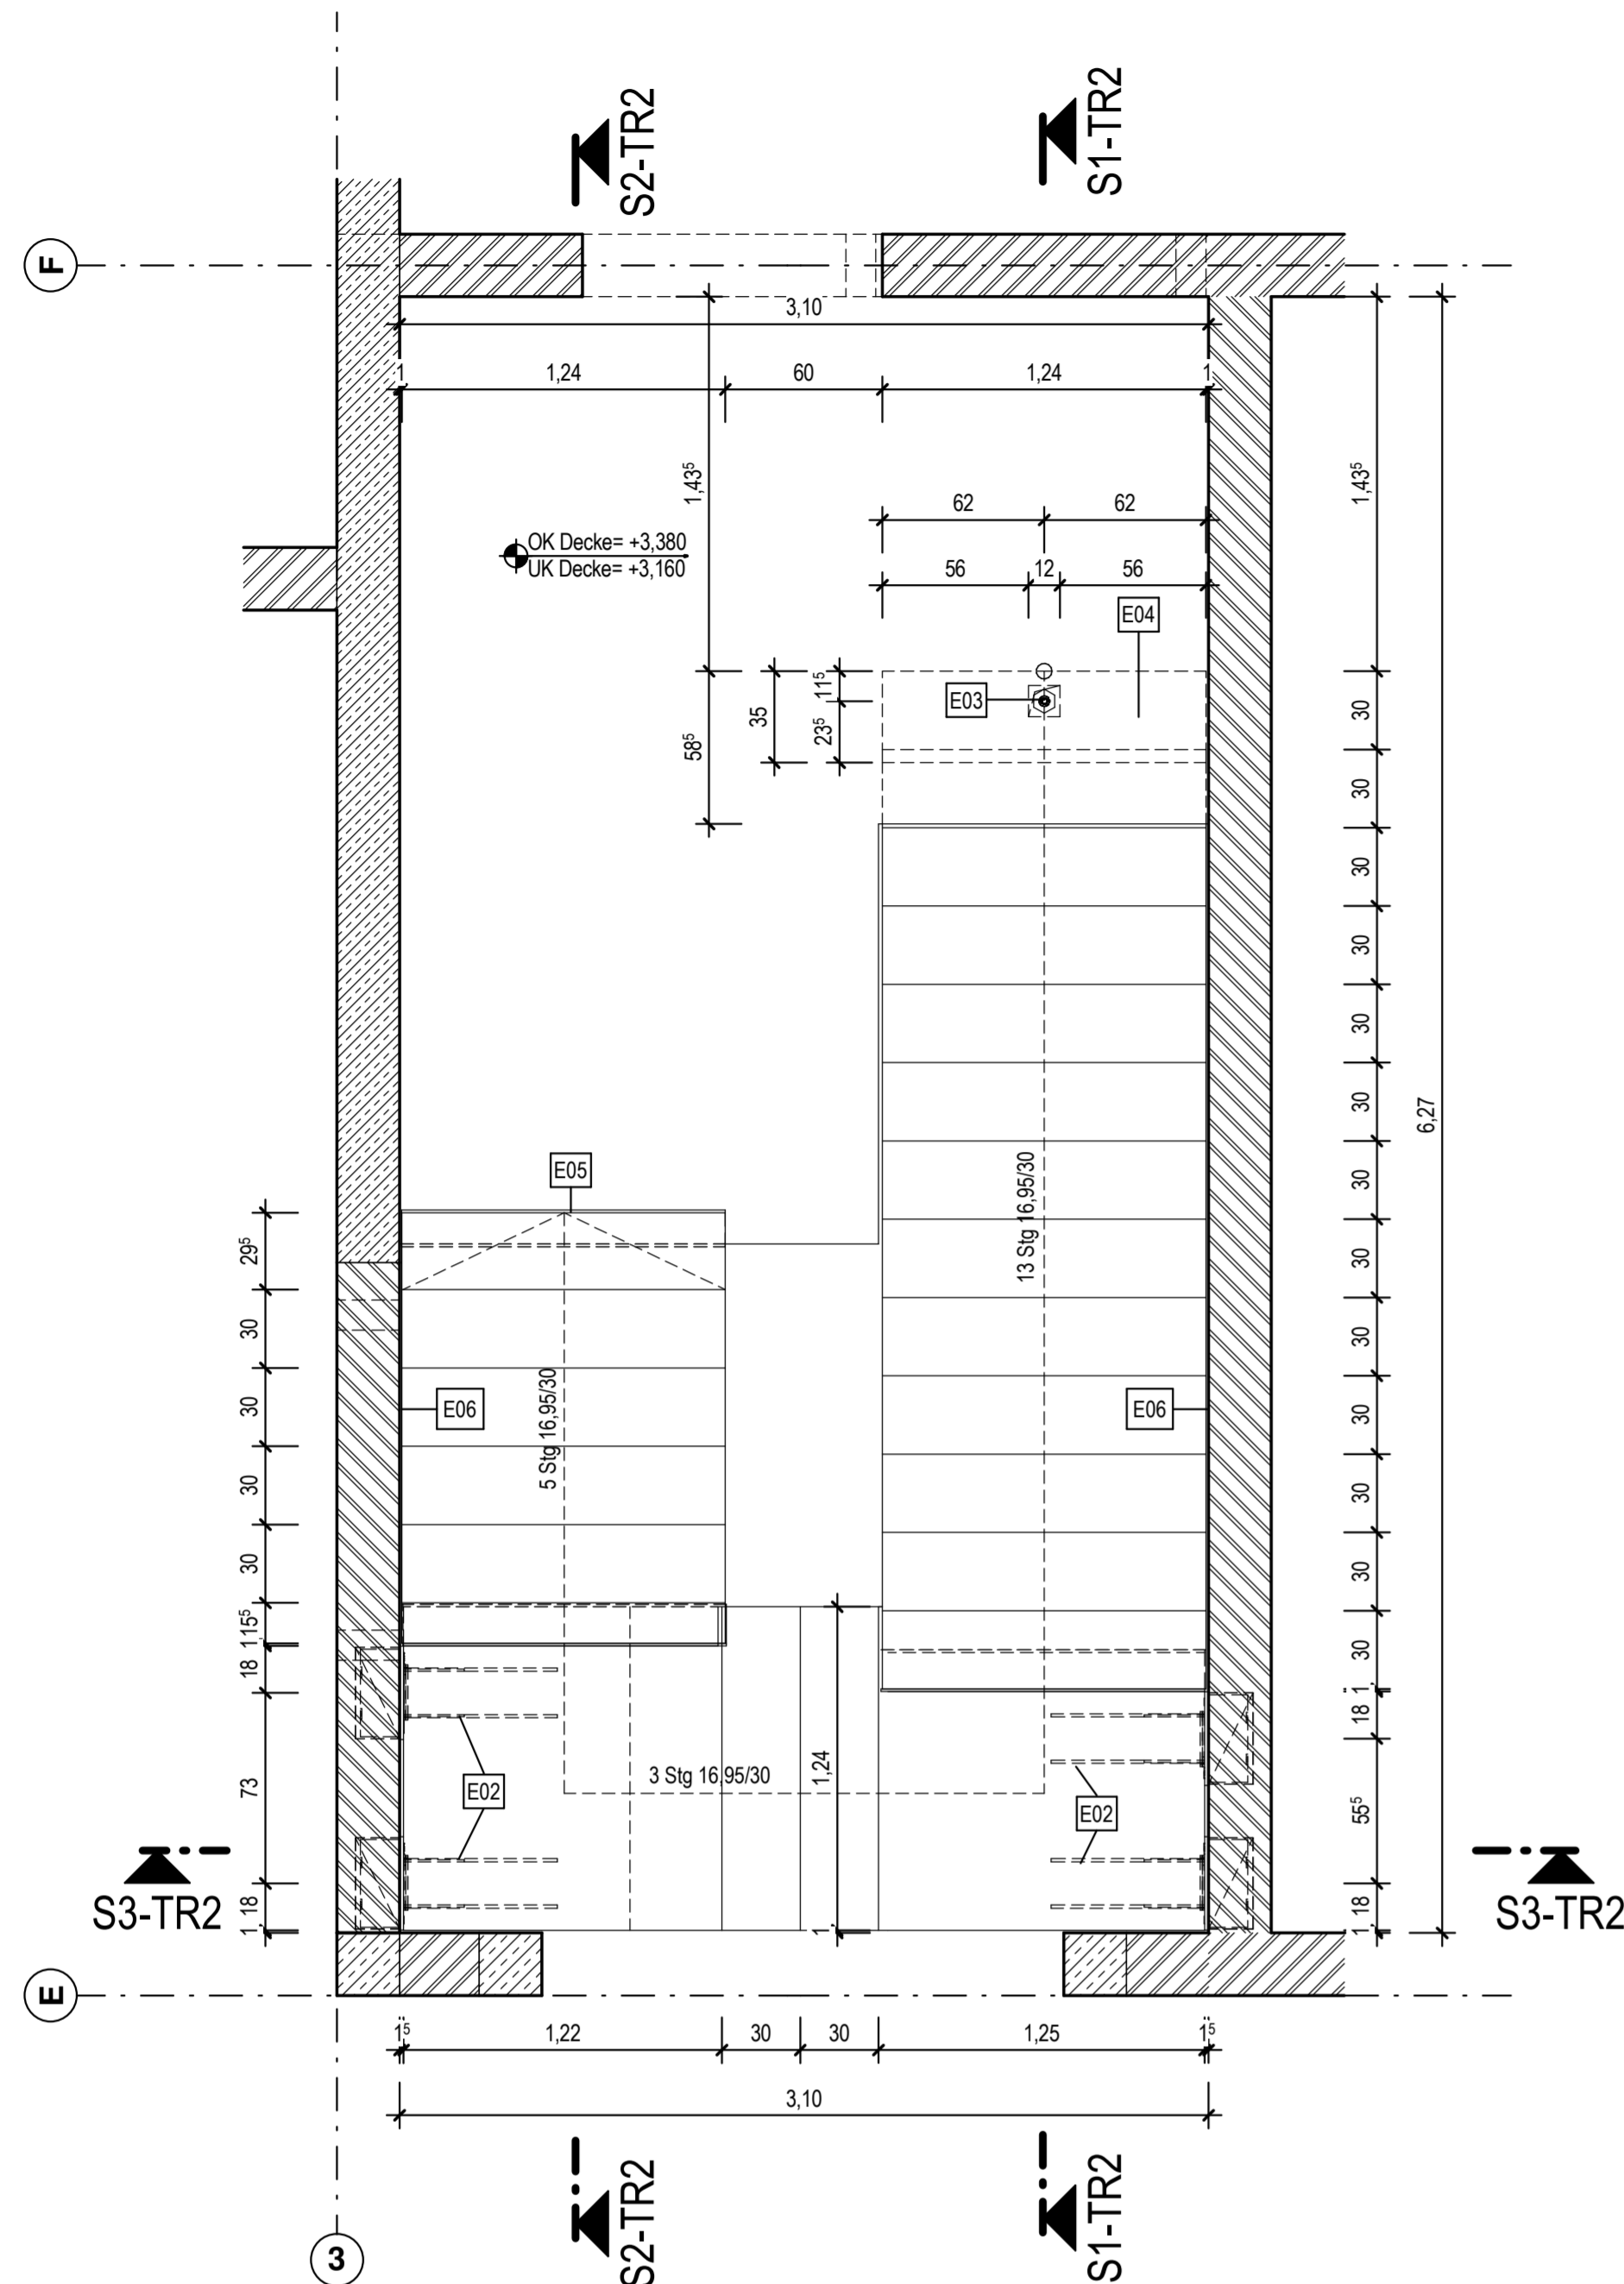 S2-TR2
S1-TR2
F
3,10
1
1,24
60
1,24
1
1,43⁵
1,43⁵
62
62
OK Decke= +3,380
UK Decke= +3,160
56
12
56
E04
E03
58⁵
35
11⁵
23⁵
30
30
30
30
30
30
30
30
30
30
30
30
30
1
18
55⁵
18
1
6,27
13 Stg 16,95/30
E05
29⁵
30
30
30
30
15⁵
1
18
73
18
1
E06
E06
5 Stg 16,95/30
3 Stg 16,95/30
1,24
1
E02
E02
S3-TR2
S3-TR2
E
1⁵
1,22
30
30
1,25
1⁵
3,10
3
S2-TR2
S1-TR2